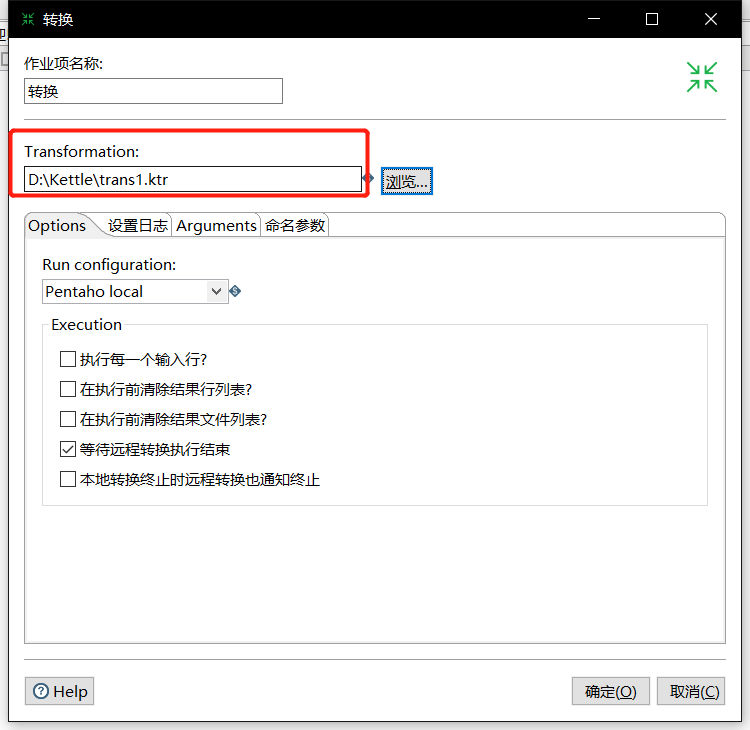 转换
作业项名称:
转换
Transformation:
D:\Kettle\trans1.ktr
浏览...
Options 设置日志 Arguments 命名参数
Run configuration:
Pentaho local
Execution
执行每一个输入行?
在执行前清除结果行列表?
在执行前清除结果文件列表?
等待远程转换执行结束
本地转换终止时远程转换也通知终止
Help 确定(O) 取消(C)